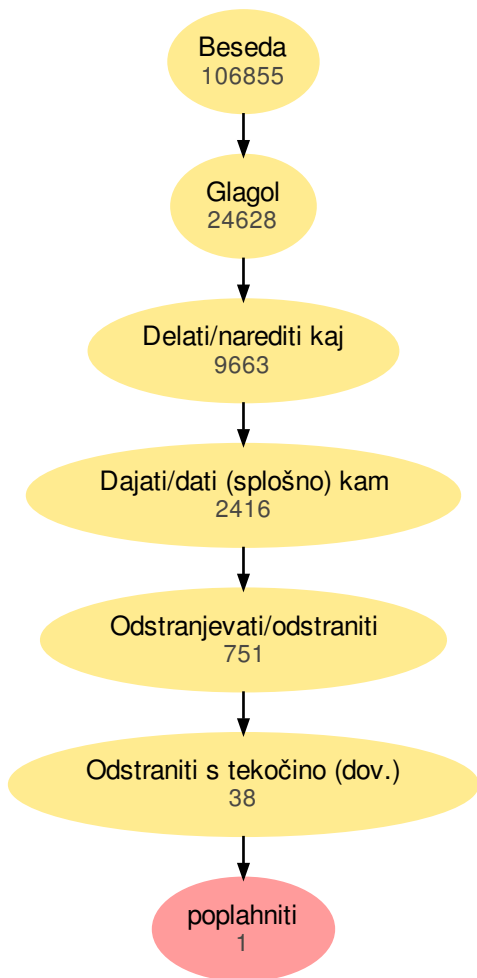 Beseda
106855
Glagol
24628
Delati/narediti kaj
9663
Dajati/dati (splošno) kam
2416
Odstranjevati/odstraniti
751
Odstraniti s tekočino (dov.)
38
poplahniti
1